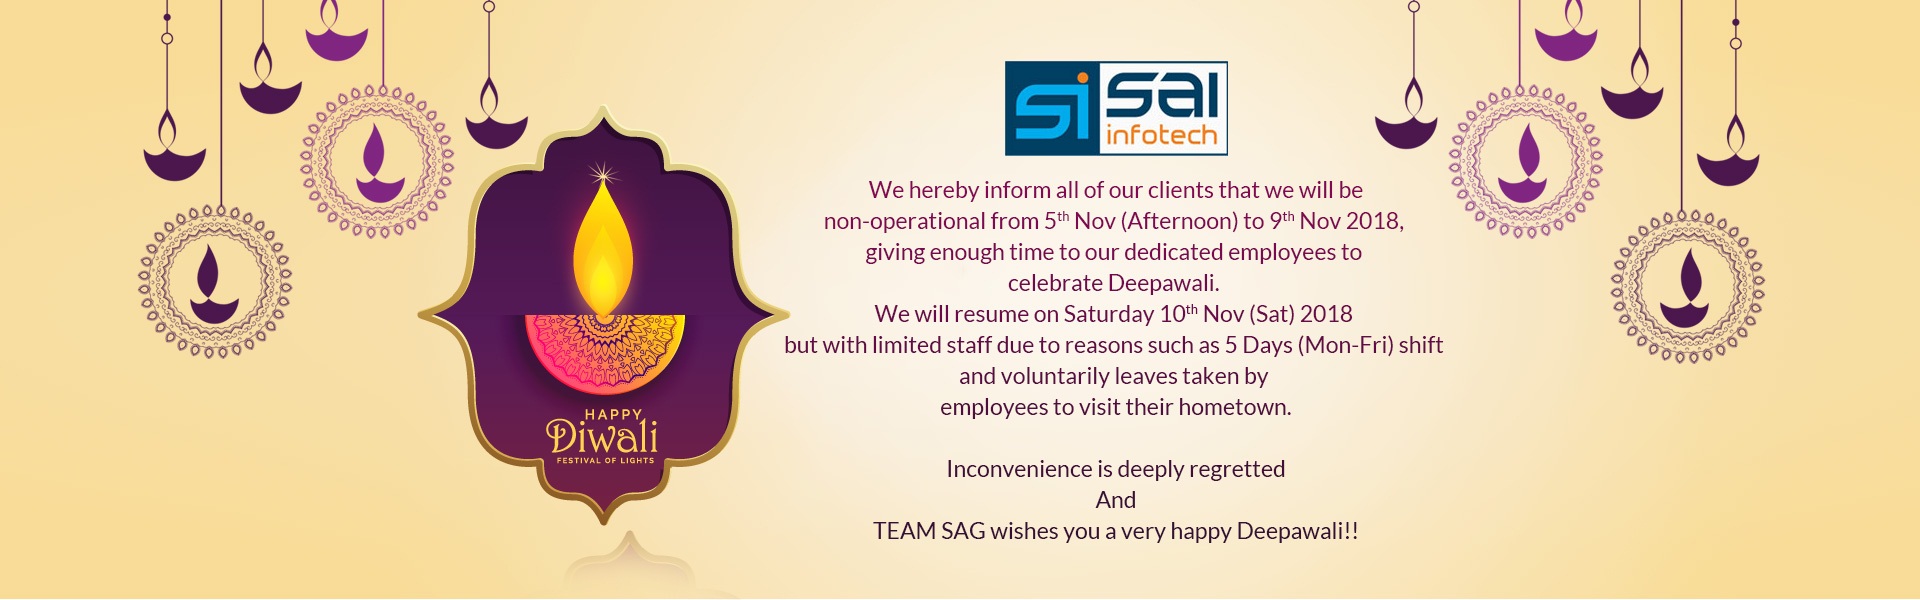 SAI
infotech
We hereby inform all of our clients that we will be
non-operational from 5th Nov (Afternoon) to 9th Nov 2018,
giving enough time to our dedicated employees to
celebrate Deepawali.
We will resume on Saturday 10th Nov (Sat) 2018
but with limited staff due to reasons such as 5 Days (Mon-Fri) shift
and voluntarily leaves taken by
employees to visit their hometown.
Inconvenience is deeply regretted
And
TEAM SAG wishes you a very happy Deepawali!!
HAPPY
Diwali
FESTIVAL OF LIGHTS